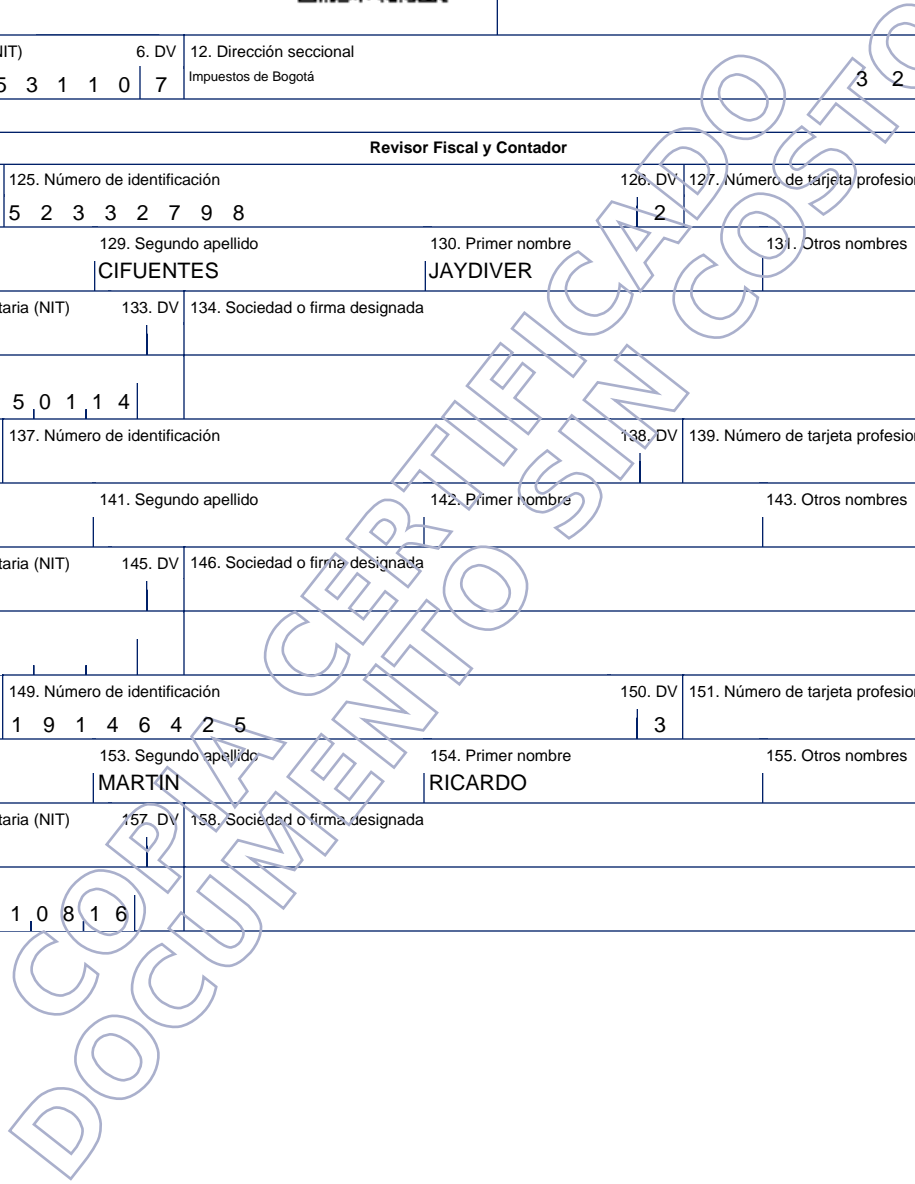 NIT) 6. DV 12. Dirección seccional
5 3 1 1 0 7 Impuestos de Bogotá 3 2
Revisor Fiscal y Contador
125. Número de identificación 126. DV 127. Número de tarjeta profesion
5 2 3 3 2 7 9 8 2
129. Segundo apellido 130. Primer nombre 131. Otros nombres
CIFUENTES JAYDIVER
taria (NIT) 133. DV 134. Sociedad o firma designada
5 0 1 1 4
137. Número de identificación 138. DV 139. Número de tarjeta profesion
141. Segundo apellido 142. Primer nombre 143. Otros nombres
taria (NIT) 145. DV 146. Sociedad o firma designada
149. Número de identificación 150. DV 151. Número de tarjeta profesion
1 9 1 4 6 4 2 5 3
153. Segundo apellido 154. Primer nombre 155. Otros nombres
MARTIN RICARDO
taria (NIT) 157. DV 158. Sociedad o firma designada
1 0 8 1 6
COPIA CERTIFICADO
DOCUMENTO SIN COSTO